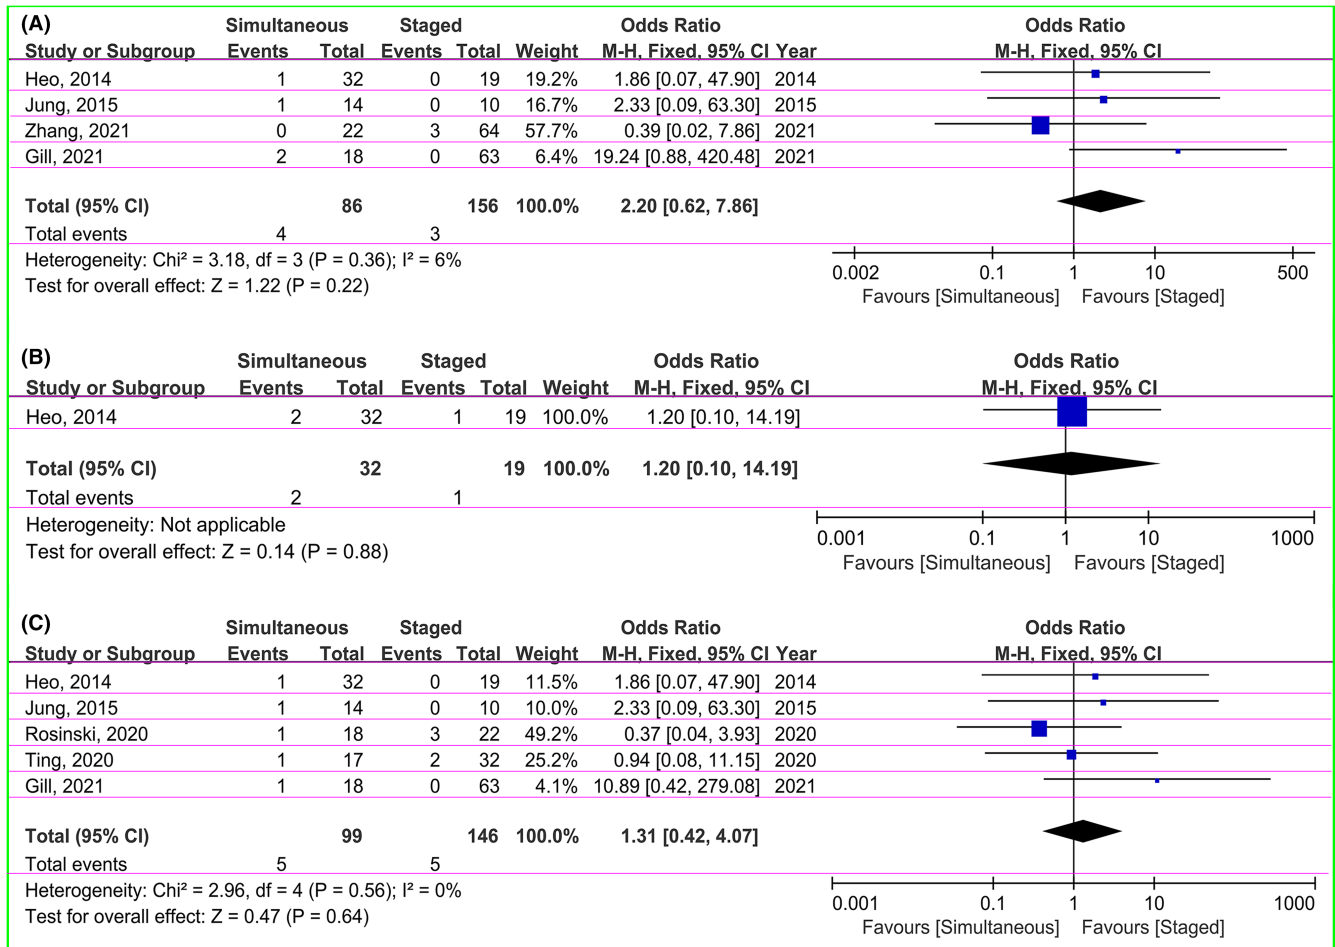 (A) Simultaneous Staged Odds Ratio Odds Ratio
Study or Subgroup Events Total Events Total Weight M-H, Fixed, 95% CI Year M-H, Fixed, 95% CI
Heo, 2014 1 32 0 19 19.2% 1.86 [0.07, 47.90] 2014
Jung, 2015 1 14 0 10 16.7% 2.33 [0.09, 63.30] 2015
Zhang, 2021 0 22 3 64 57.7% 0.39 [0.02, 7.86] 2021
Gill, 2021 2 18 0 63 6.4% 19.24 [0.88, 420.48] 2021
Total (95% CI) 86 156 100.0% 2.20 [0.62, 7.86]
Total events 4 3
Heterogeneity: Chi² = 3.18, df = 3 (P = 0.36); I² = 6%
Test for overall effect: Z = 1.22 (P = 0.22)
0.002 0.1 1 10 500
Favours [Simultaneous] Favours [Staged]
(B) Simultaneous Staged Odds Ratio Odds Ratio
Study or Subgroup Events Total Events Total Weight M-H, Fixed, 95% CI M-H, Fixed, 95% CI
Heo, 2014 2 32 1 19 100.0% 1.20 [0.10, 14.19]
Total (95% CI) 32 19 100.0% 1.20 [0.10, 14.19]
Total events 2 1
Heterogeneity: Not applicable
Test for overall effect: Z = 0.14 (P = 0.88)
0.001 0.1 1 10 1000
Favours [Simultaneous] Favours [Staged]
(C) Simultaneous Staged Odds Ratio Odds Ratio
Study or Subgroup Events Total Events Total Weight M-H, Fixed, 95% CI Year M-H, Fixed, 95% CI
Heo, 2014 1 32 0 19 11.5% 1.86 [0.07, 47.90] 2014
Jung, 2015 1 14 0 10 10.0% 2.33 [0.09, 63.30] 2015
Rosinski, 2020 1 18 3 22 49.2% 0.37 [0.04, 3.93] 2020
Ting, 2020 1 17 2 32 25.2% 0.94 [0.08, 11.15] 2020
Gill, 2021 1 18 0 63 4.1% 10.89 [0.42, 279.08] 2021
Total (95% CI) 99 146 100.0% 1.31 [0.42, 4.07]
Total events 5 5
Heterogeneity: Chi² = 2.96, df = 4 (P = 0.56); I² = 0%
Test for overall effect: Z = 0.47 (P = 0.64)
0.001 0.1 1 10 1000
Favours [Simultaneous] Favours [Staged]